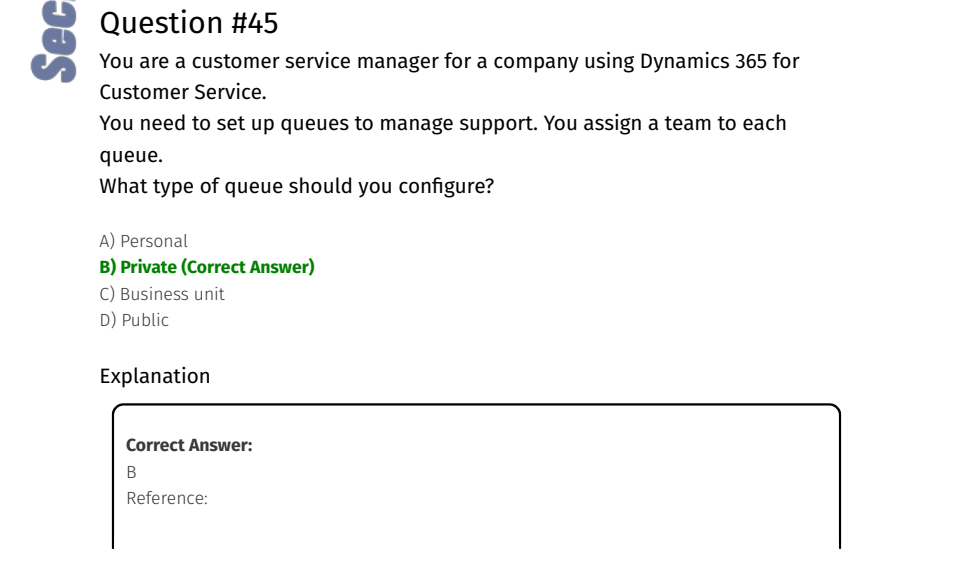 Sec
Question #45
You are a customer service manager for a company using Dynamics 365 for
Customer Service.
You need to set up queues to manage support. You assign a team to each
queue.
What type of queue should you configure?
A) Personal
B) Private (Correct Answer)
C) Business unit
D) Public
Explanation
Correct Answer:
B
Reference: